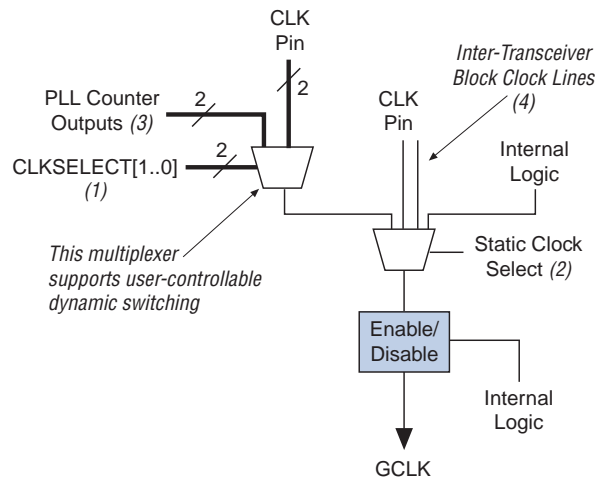 CLK
Pin
2
Inter-Transceiver
Block Clock Lines
(4)
PLL Counter
Outputs (3)
2
CLK
Pin
Internal
Logic
CLKSELECT[1..0]
(1)
2
This multiplexer
supports user-controllable
dynamic switching
Static Clock
Select (2)
Enable/
Disable
Internal
Logic
GCLK